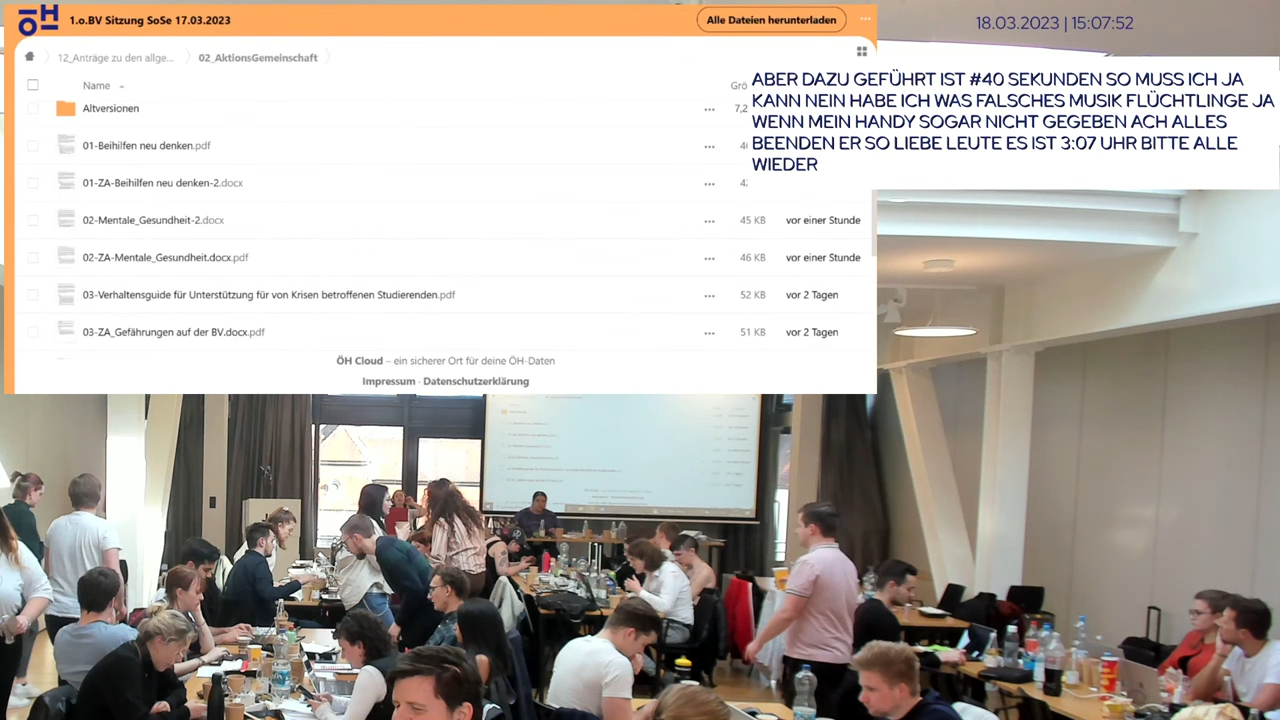 ÖH
1.o.BV Sitzung SoSe 17.03.2023
Alle Dateien herunterladen
18.03.2023 | 15:07:52
12_Anträge zu den allge...
02_AktionsGemeinschaft
Name
Grö
ABER DAZU GEFÜHRT IST #40 SEKUNDEN SO MUSS ICH JA
KANN NEIN HABE ICH WAS FALSCHES MUSIK FLÜCHTLINGE JA
WENN MEIN HANDY SOGAR NICHT GEGEBEN ACH ALLES
BEENDEN ER SO LIEBE LEUTE ES IST 3:07 UHR BITTE ALLE
WIEDER
Altversionen ... 7,2
01-Beihilfen neu denken.pdf ...
01-ZA-Beihilfen neu denken-2.docx ...
02-Mentale_Gesundheit-2.docx ... 45 KB vor einer Stunde
02-ZA-Mentale_Gesundheit.docx.pdf ... 46 KB vor einer Stunde
03-Verhaltensguide für Unterstützung für von Krisen betroffenen Studierenden.pdf ... 52 KB vor 2 Tagen
03-ZA_Gefährungen auf der BV.docx.pdf ... 51 KB vor 2 Tagen
ÖH Cloud – ein sicherer Ort für deine ÖH-Daten
Impressum · Datenschutzerklärung